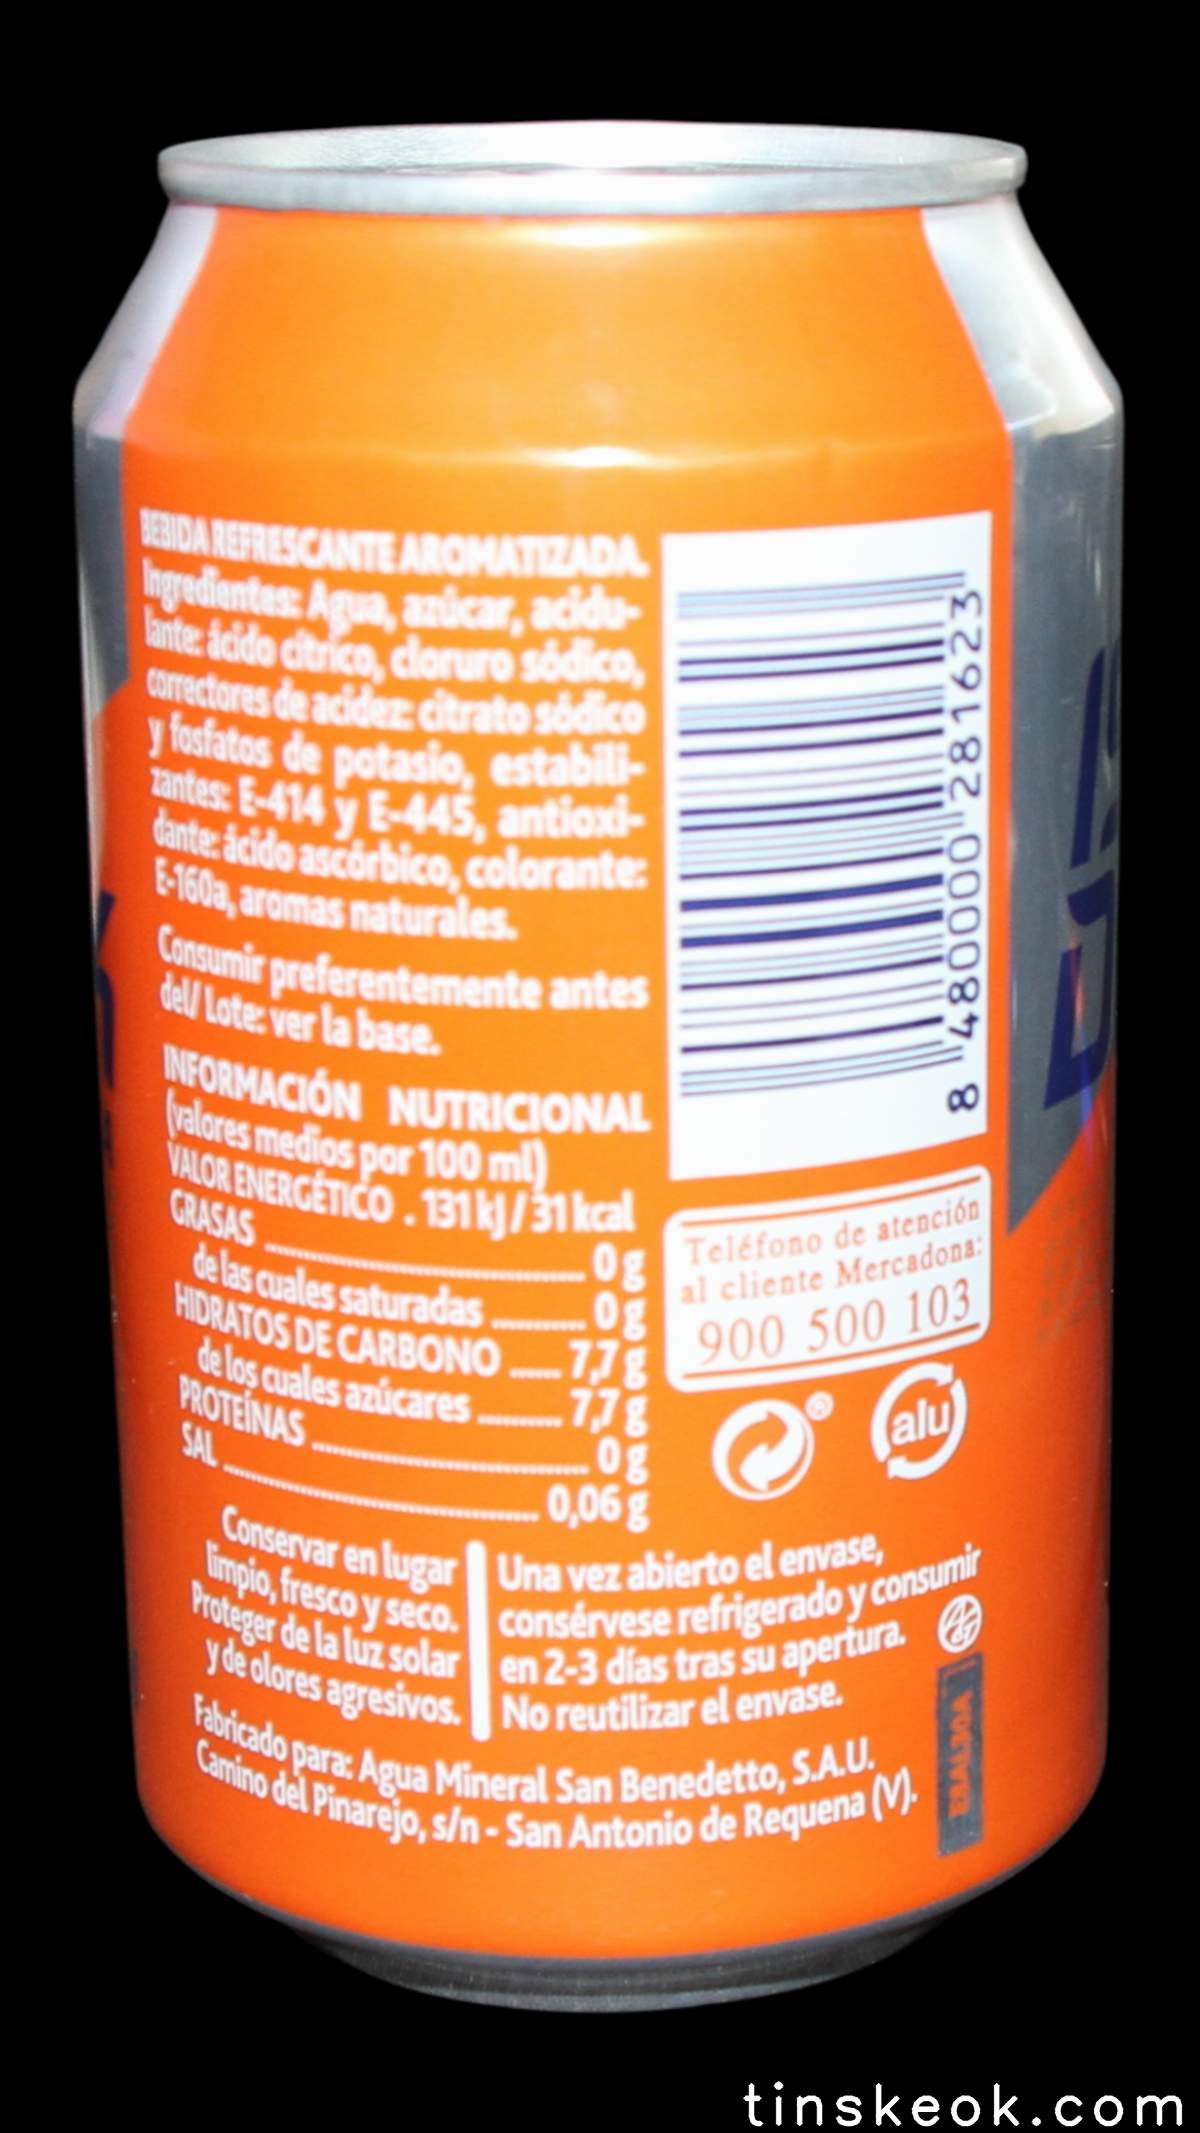 BEBIDA REFRESCANTE AROMATIZADA.
Ingredientes: Agua, azúcar, acidu-
lante: ácido cítrico, cloruro sódico,
correctores de acidez: citrato sódico
y fosfatos de potasio, estabili-
zantes: E-414 y E-445, antioxi-
dante: ácido ascórbico, colorante:
E-160a, aromas naturales.
Consumir preferentemente antes
del/ Lote: ver la base.
INFORMACIÓN NUTRICIONAL
(valores medios por 100 ml)
VALOR ENERGÉTICO . 131 kJ / 31 kcal
GRASAS ........ 0 g
de las cuales saturadas ........ 0 g
HIDRATOS DE CARBONO ..... 7,7 g
de los cuales azúcares ........ 7,7 g
PROTEÍNAS ........ 0 g
SAL ........ 0,06 g
8 480000 281623
Teléfono de atención
al cliente Mercadona:
900 500 103
®
alu
Conservar en lugar
limpio, fresco y seco.
Proteger de la luz solar
y de olores agresivos.
Una vez abierto el envase,
consérvese refrigerado y consumir
en 2-3 días tras su apertura.
No reutilizar el envase.
Fabricado para: Agua Mineral San Benedetto, S.A.U.
Camino del Pinarejo, s/n - San Antonio de Requena (V).
tinskeok.com